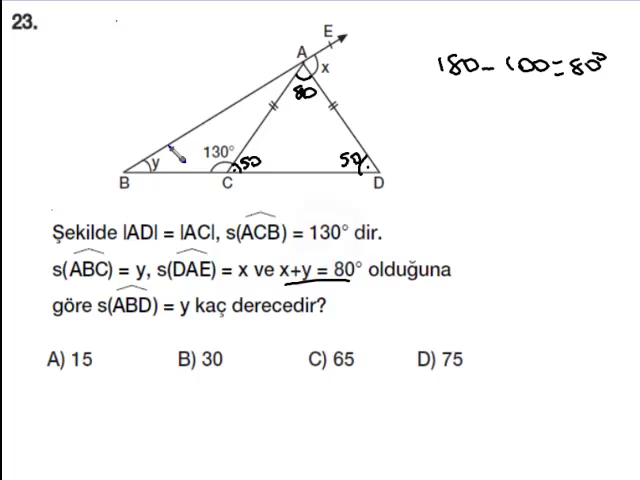 23.
E
A
x
180 - 100 = 80°
80
y
130°
50
50
B
C
D
Şekilde |AD| = |AC|, s(ACB) = 130° dir.
s(ABC) = y, s(DAE) = x ve x+y = 80° olduğuna
göre s(ABD) = y kaç derecedir?
A) 15 B) 30 C) 65 D) 75